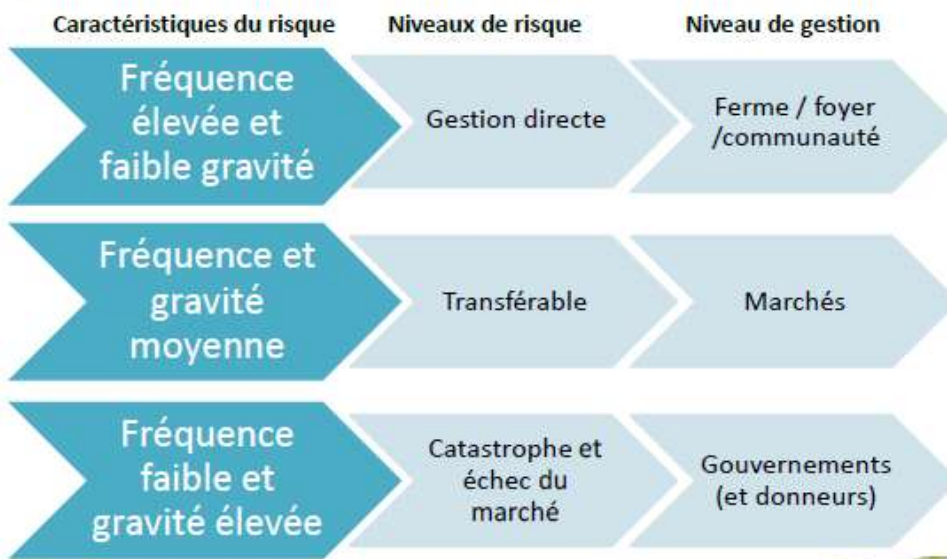 Caractéristiques du risque
Niveaux de risque
Niveau de gestion
Fréquence
élevée et
faible gravité
Gestion directe
Ferme / foyer
/communauté
Fréquence et
gravité
moyenne
Transférable
Marchés
Fréquence
faible et
gravité élevée
Catastrophe et
échec du
marché
Gouvernements
(et donneurs)